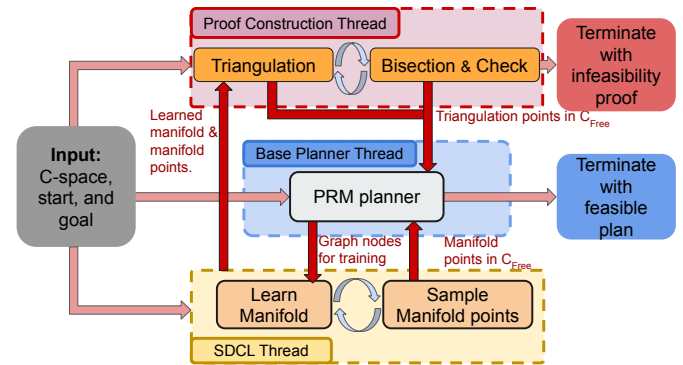 Proof Construction Thread
Triangulation
Bisection & Check
Terminate
with
infeasibility
proof
Learned
manifold &
manifold
points.
Triangulation points in C_Free
Input:
C-space,
start, and
goal
Base Planner Thread
PRM planner
Terminate
with
feasible
plan
Graph nodes
for training
Manifold
points in C_Free
Learn
Manifold
Sample
Manifold points
SDCL Thread